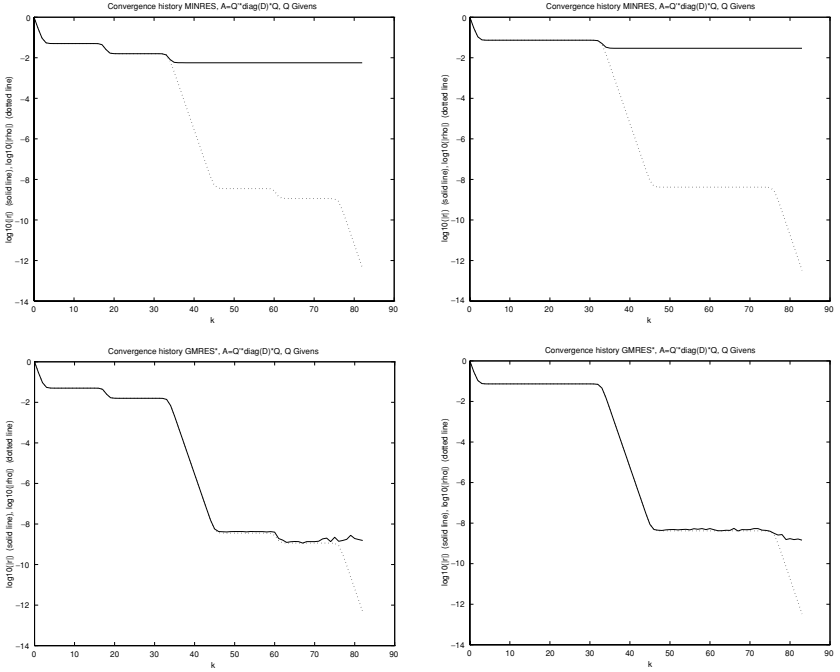 Convergence history MINRES, A=Q'*diag(D)*Q, Q Givens
log10(|r|) (solid line), log10(|rho|) (dotted line)
0
−2
−4
−6
−8
−10
−12
−14
0 10 20 30 40 50 60 70 80 90
k
Convergence history MINRES, A=Q'*diag(D)*Q, Q Givens
log10(|r|) (solid line), log10(|rho|) (dotted line)
0
−2
−4
−6
−8
−10
−12
−14
0 10 20 30 40 50 60 70 80 90
k
Convergence history GMRES*, A=Q'*diag(D)*Q, Q Givens
log10(|r|) (solid line), log10(|rho|) (dotted line)
0
−2
−4
−6
−8
−10
−12
−14
0 10 20 30 40 50 60 70 80 90
k
Convergence history GMRES*, A=Q'*diag(D)*Q, Q Givens
log10(|r|) (solid line), log10(|rho|) (dotted line)
0
−2
−4
−6
−8
−10
−12
−14
0 10 20 30 40 50 60 70 80 90
k